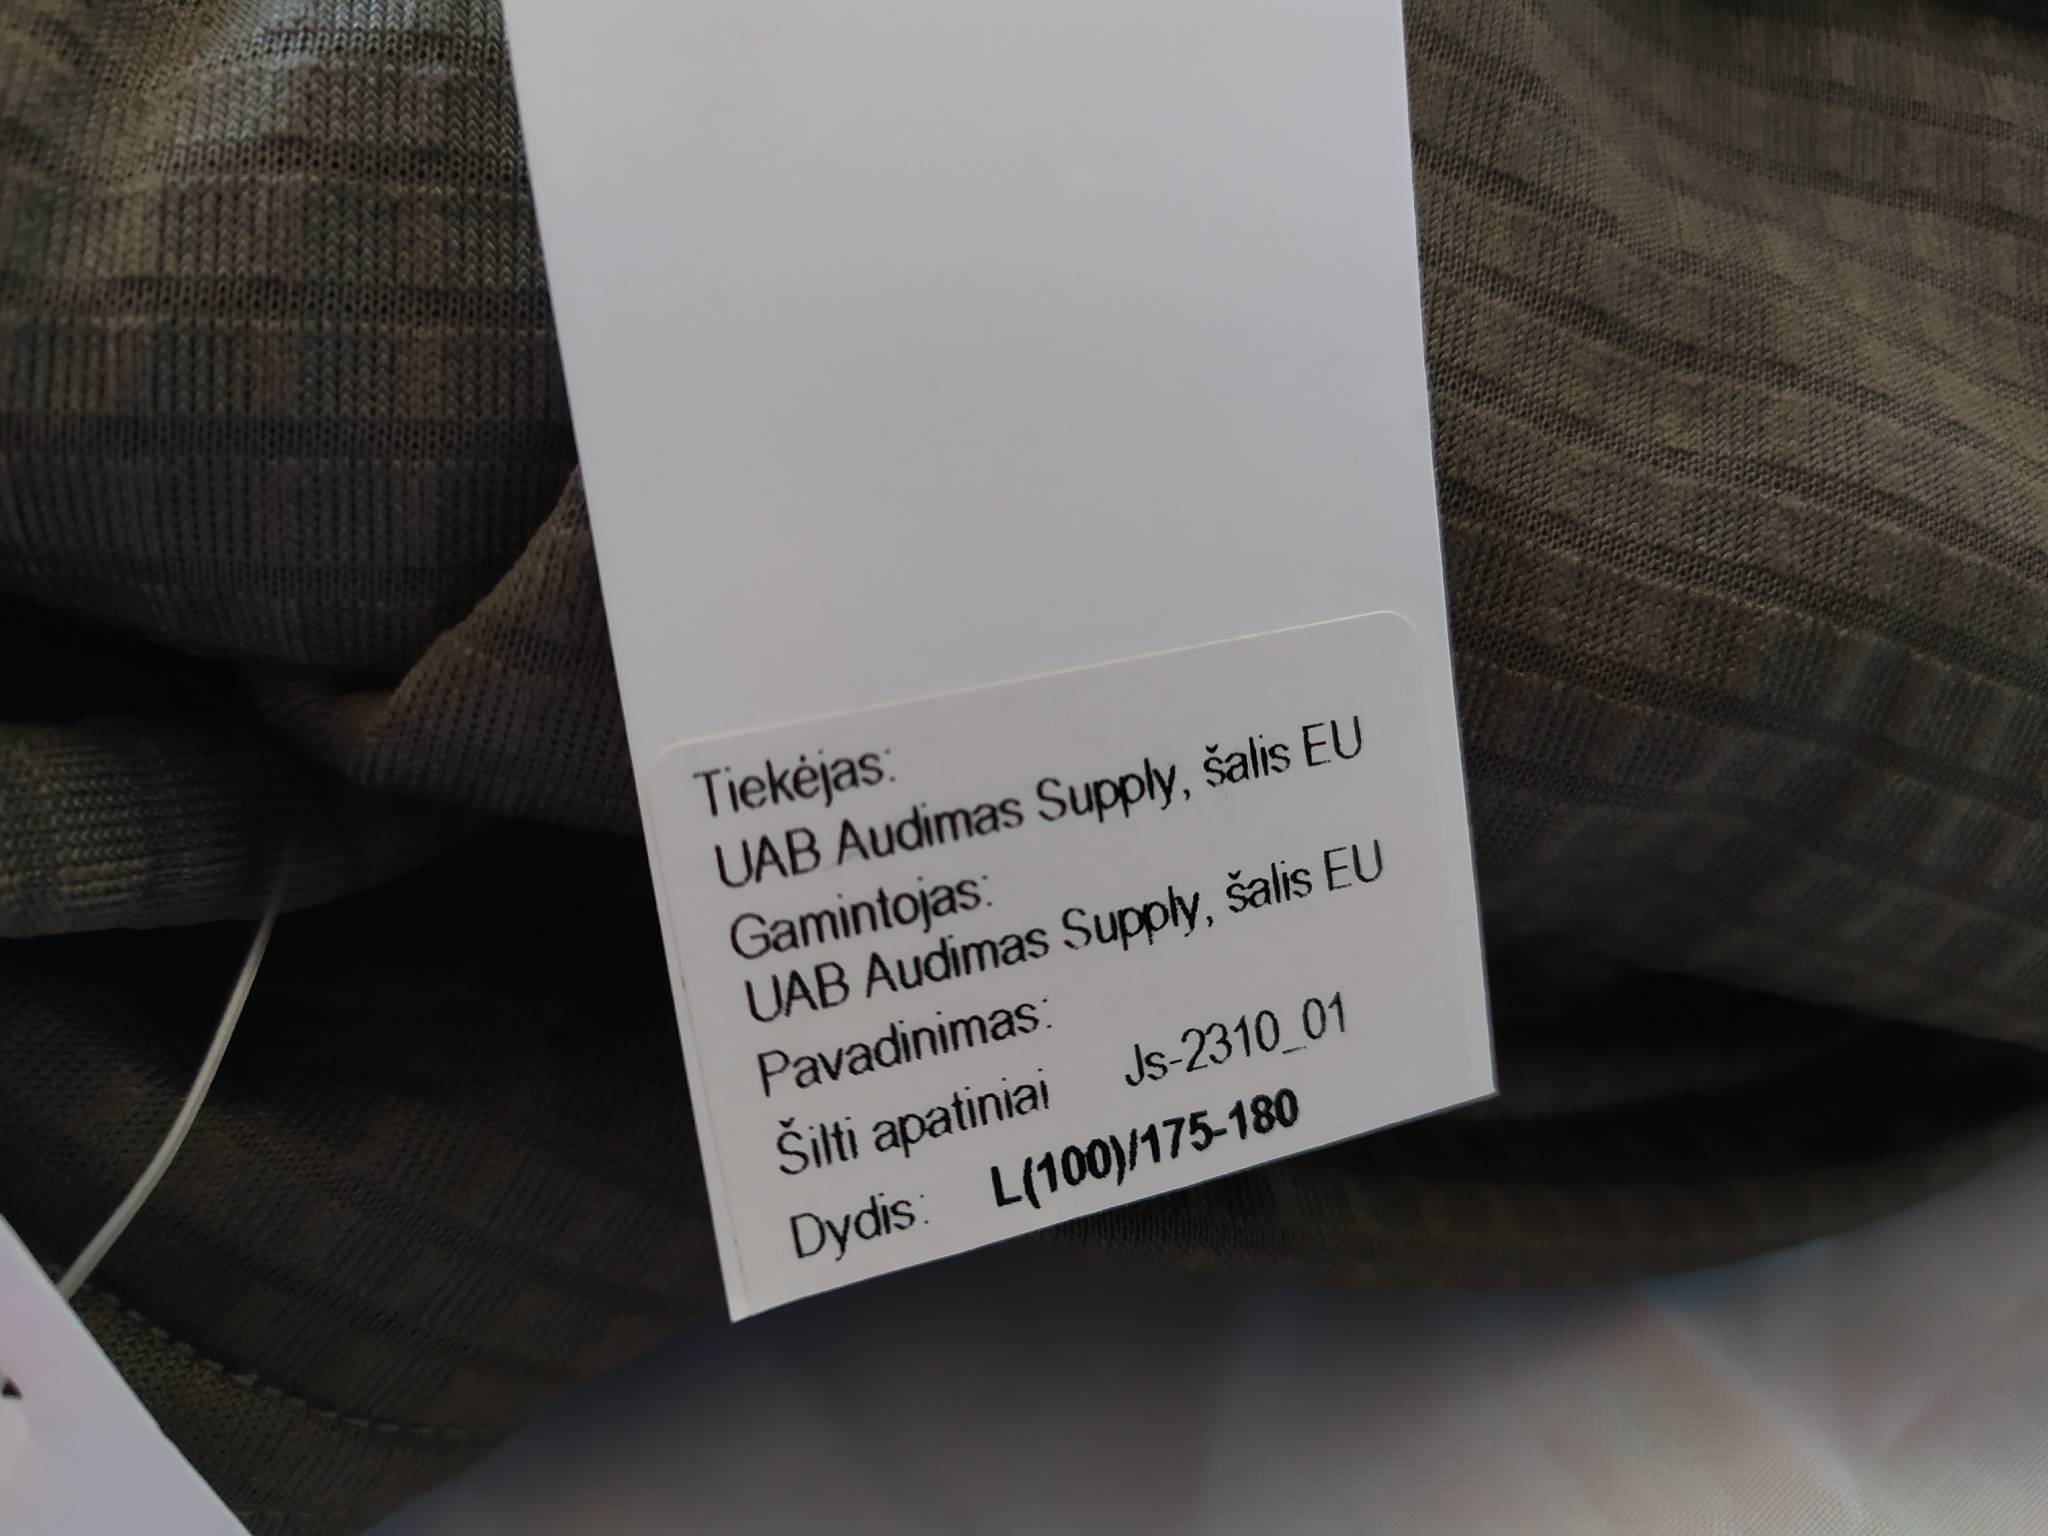 Tiekėjas:
UAB Audimas Supply, šalis EU
Gamintojas:
UAB Audimas Supply, šalis EU
Pavadinimas:
Šilti apatiniai Js-2310_01
Dydis: L(100)/175-180